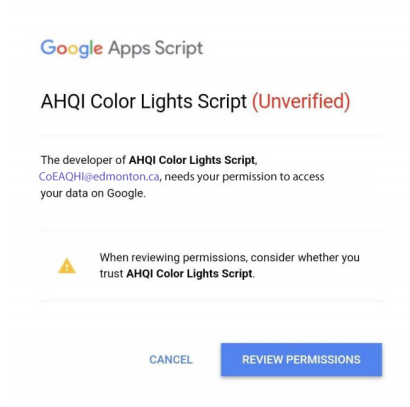 Google Apps Script
AHQI Color Lights Script (Unverified)
The developer of AHQI Color Lights Script,
CoEAQHI@edmonton.ca, needs your permission to access
your data on Google.
When reviewing permissions, consider whether you
trust AHQI Color Lights Script.
CANCEL REVIEW PERMISSIONS